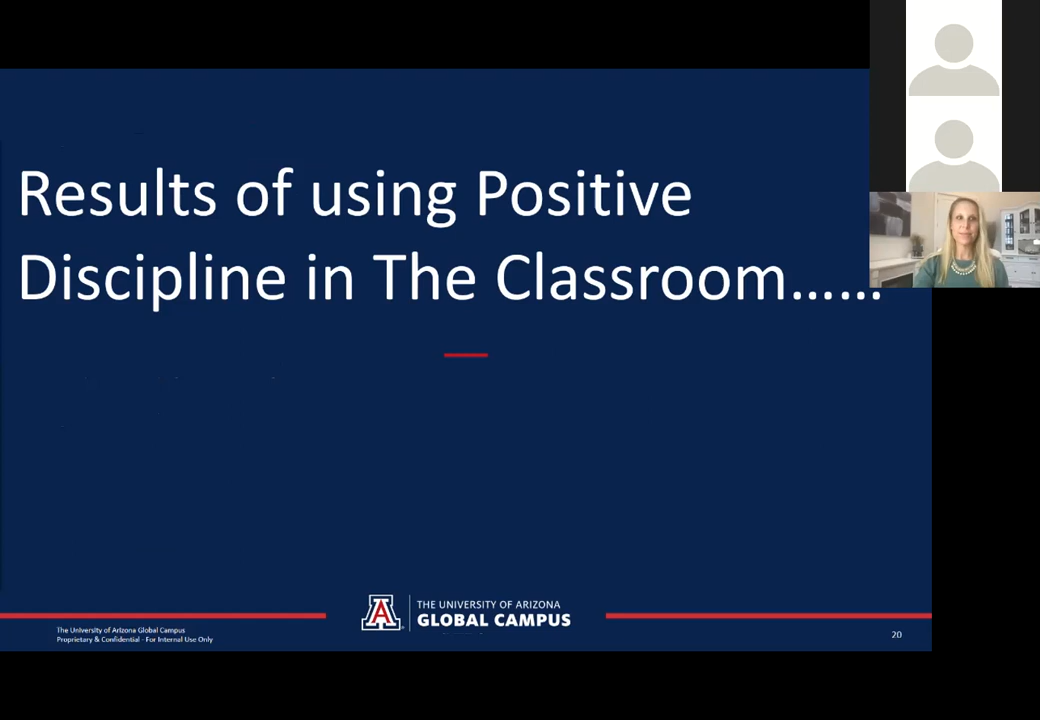 Results of using Positive
Discipline in The Classroom……
THE UNIVERSITY OF ARIZONA
GLOBAL CAMPUS
The University of Arizona Global Campus
Proprietary & Confidential - For Internal Use Only
20